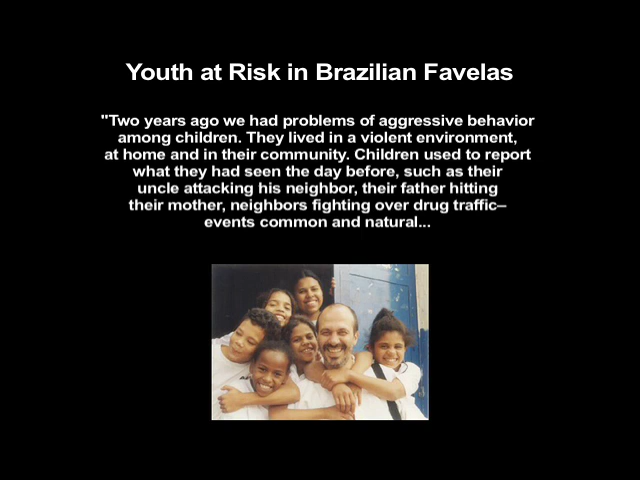 Youth at Risk in Brazilian Favelas
"Two years ago we had problems of aggressive behavior
among children. They lived in a violent environment,
at home and in their community. Children used to report
what they had seen the day before, such as their
uncle attacking his neighbor, their father hitting
their mother, neighbors fighting over drug traffic--
events common and natural...